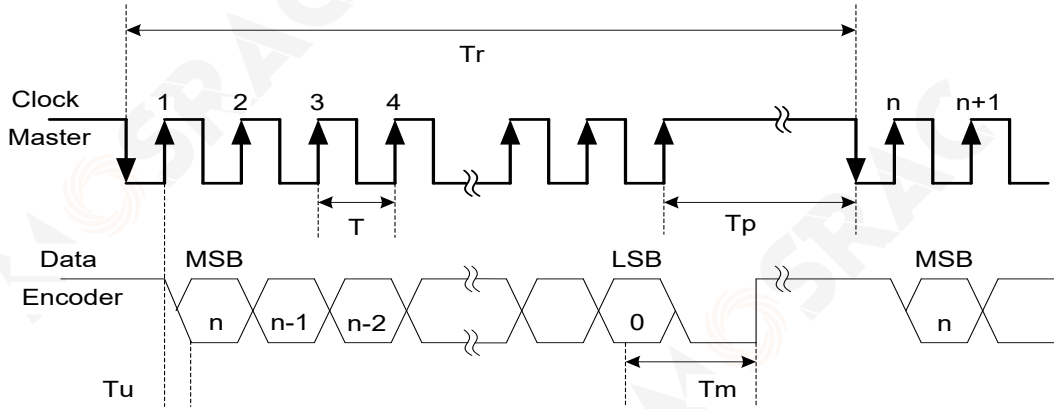 Tr
Clock
Master
1 2 3 4 n n+1
T
Tp
Data
Encoder
MSB LSB MSB
n n-1 n-2 0 n
Tu
Tm
MOSRAC